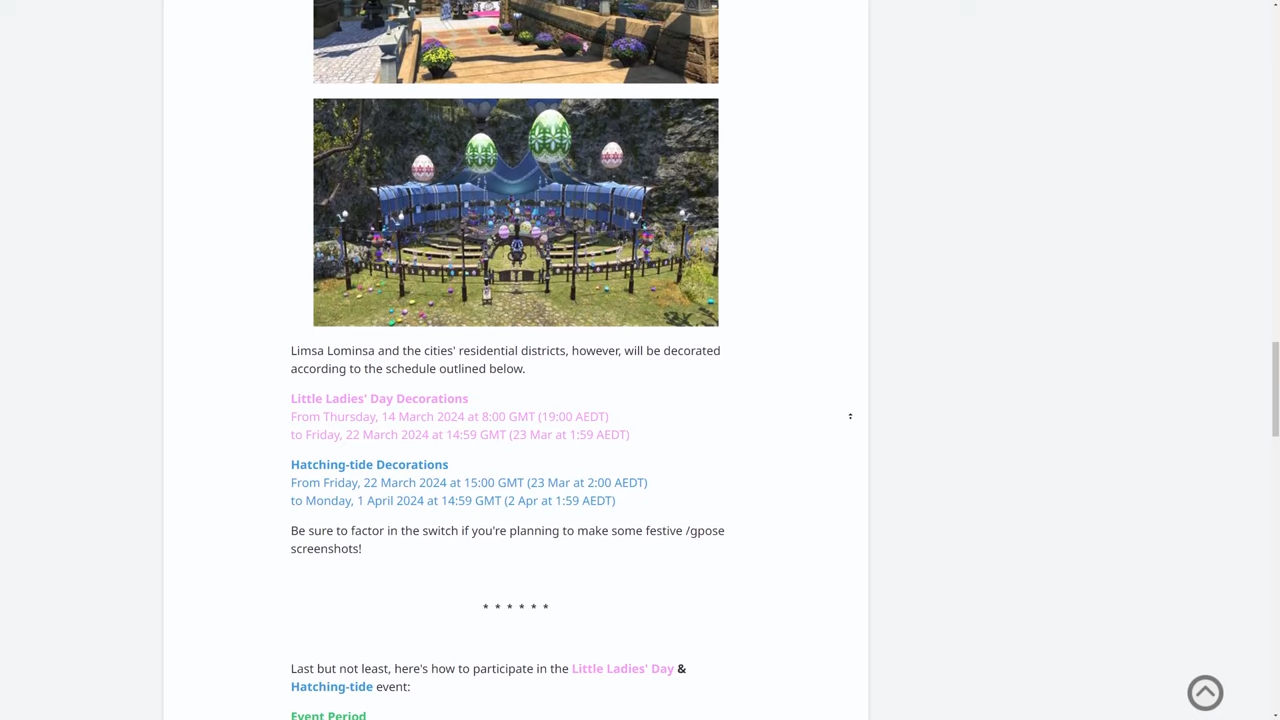 Limsa Lominsa and the cities' residential districts, however, will be decorated
according to the schedule outlined below.
Little Ladies' Day Decorations
From Thursday, 14 March 2024 at 8:00 GMT (19:00 AEDT)
to Friday, 22 March 2024 at 14:59 GMT (23 Mar at 1:59 AEDT)
Hatching-tide Decorations
From Friday, 22 March 2024 at 15:00 GMT (23 Mar at 2:00 AEDT)
to Monday, 1 April 2024 at 14:59 GMT (2 Apr at 1:59 AEDT)
Be sure to factor in the switch if you're planning to make some festive /gpose
screenshots!
* * * * * *
Last but not least, here's how to participate in the Little Ladies' Day &
Hatching-tide event:
Event Period